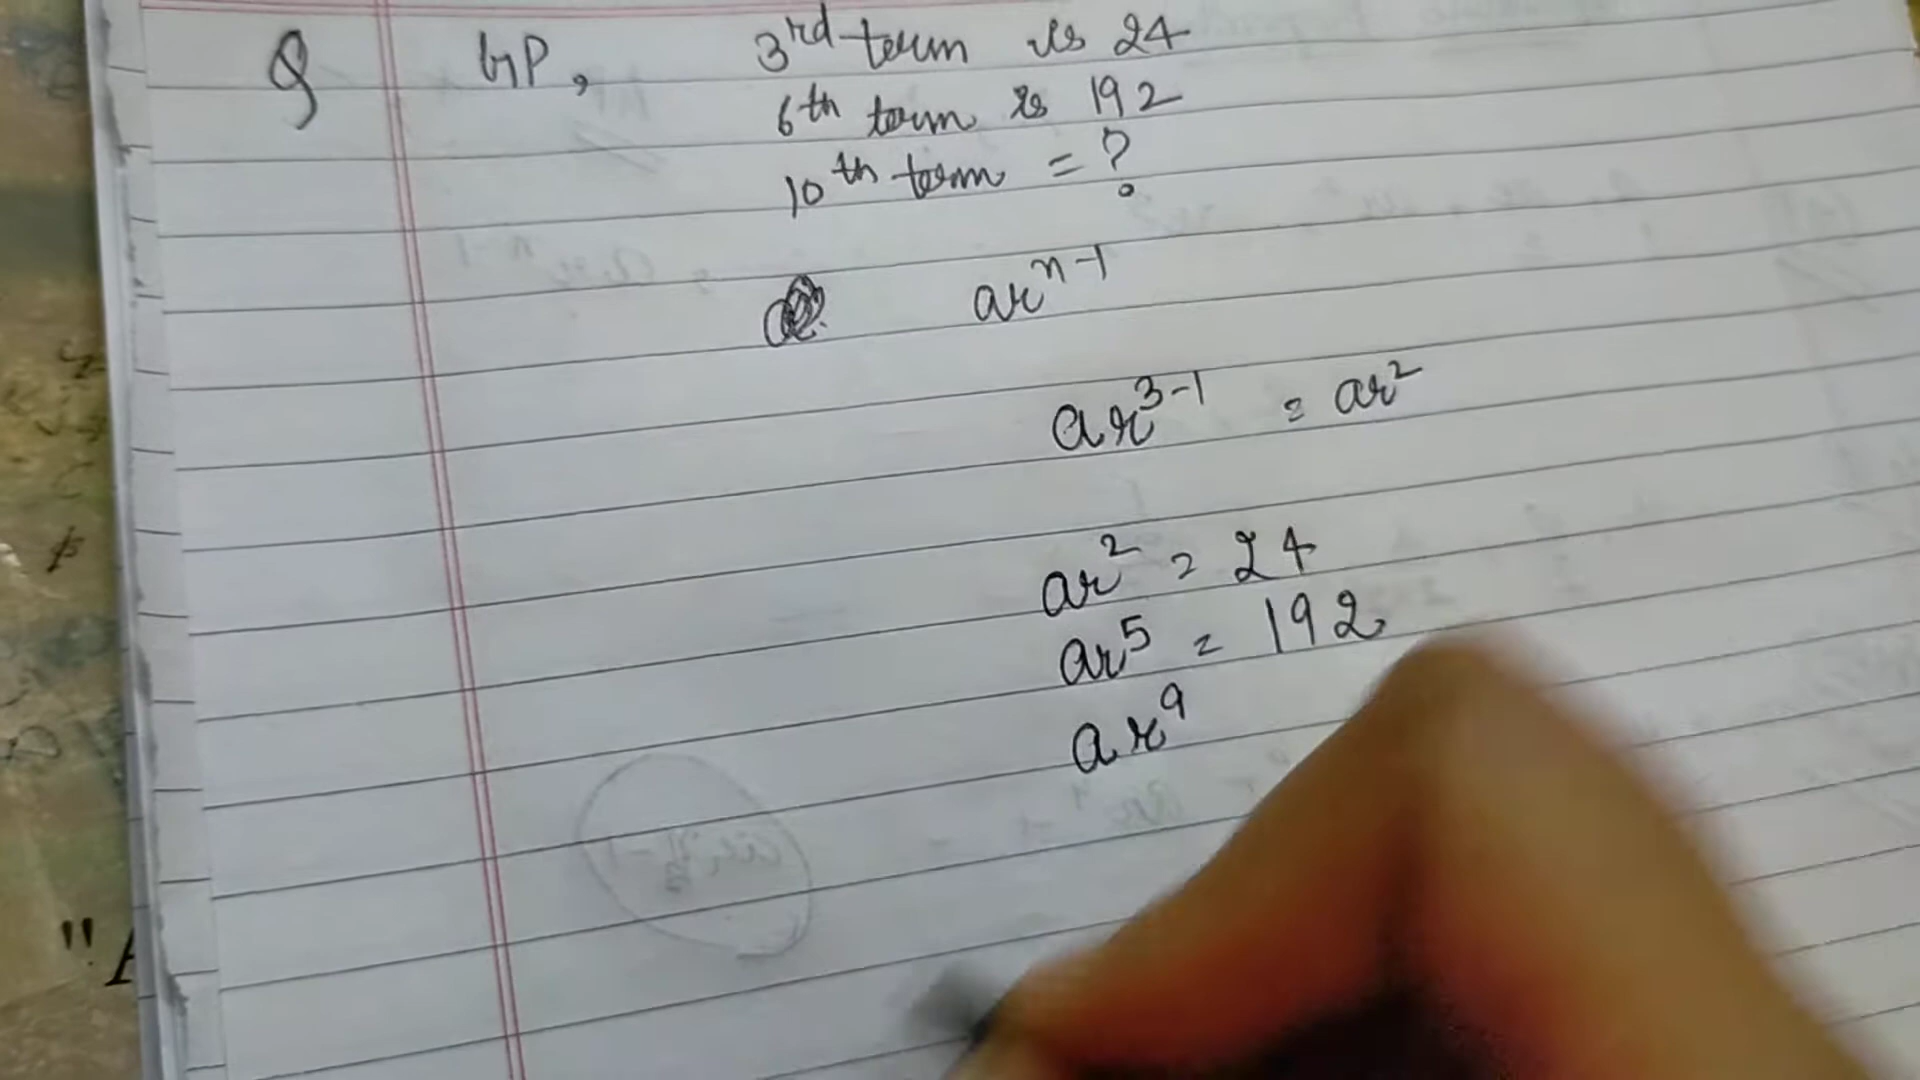 Q GP, 3rd term is 24
6th term is 192
10th term = ?
ar^n-1
ar^3-1 = ar^2
ar^2 = 24
ar^5 = 192
ar^9
"A